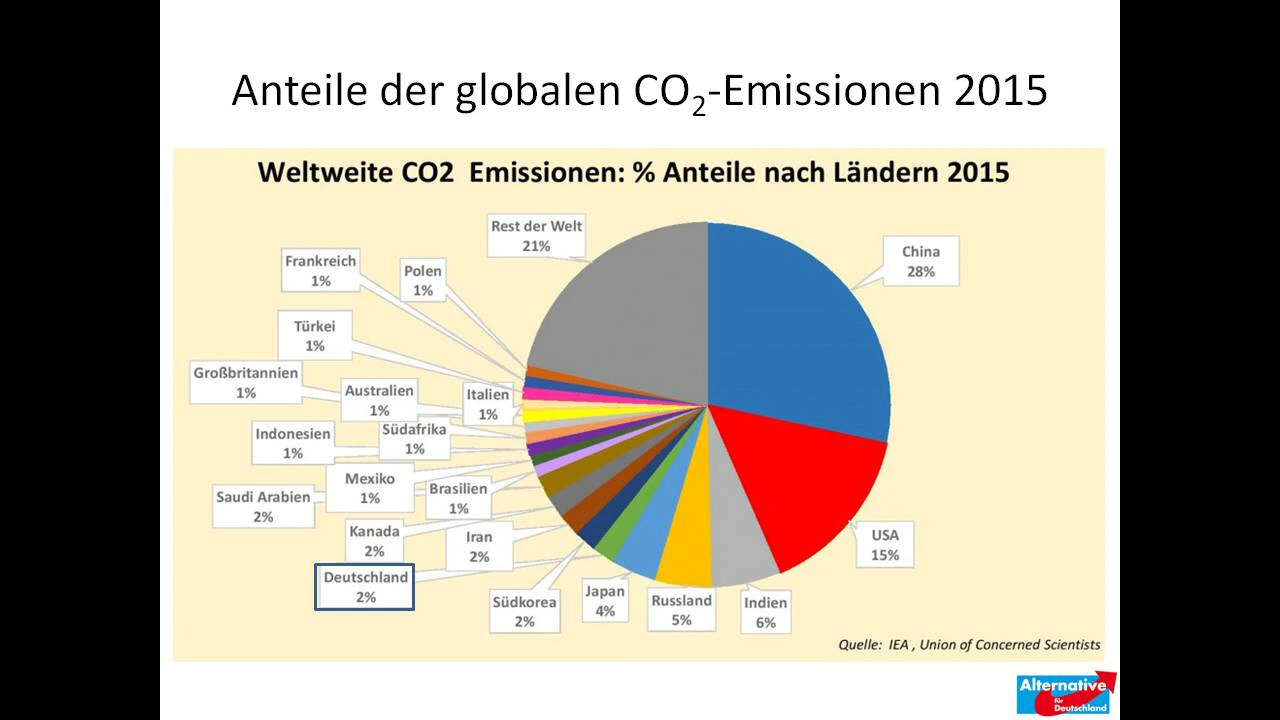 Anteile der globalen CO₂-Emissionen 2015
Weltweite CO2 Emissionen: % Anteile nach Ländern 2015
Rest der Welt
21%
China
28%
Frankreich
1%
Polen
1%
Türkei
1%
Großbritannien
1%
Australien
1%
Italien
1%
Indonesien
1%
Südafrika
1%
Mexiko
1%
Brasilien
1%
Saudi Arabien
2%
Kanada
2%
Iran
2%
USA
15%
Deutschland
2%
Südkorea
2%
Japan
4%
Russland
5%
Indien
6%
Quelle: IEA , Union of Concerned Scientists
Alternative
für
Deutschland